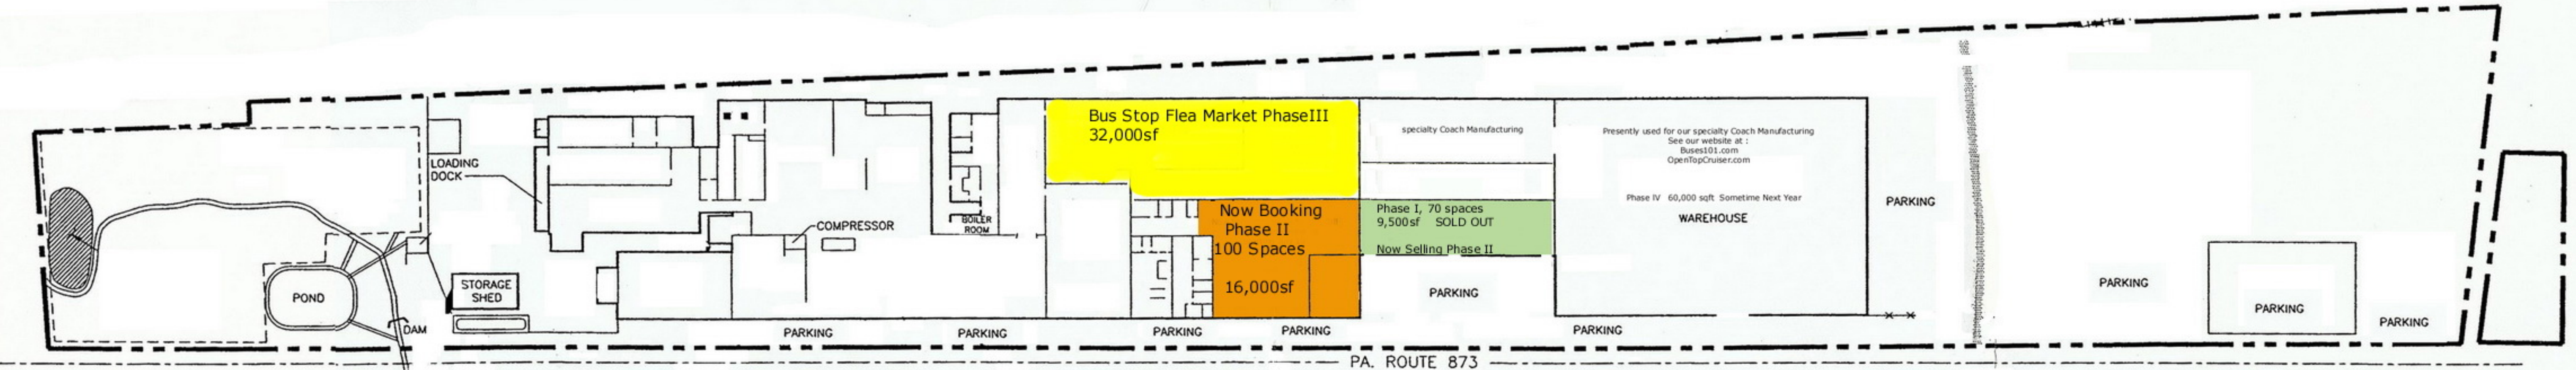 Bus Stop Flea Market PhaseIII
32,000sf
specialty Coach Manufacturing
Presently used for our specialty Coach Manufacturing
See our website at :
Buses101.com
OpenTopCruiser.com
Phase IV 60,000 sqft Sometime Next Year
WAREHOUSE
PARKING
LOADING
DOCK
COMPRESSOR
BOILER
ROOM
Now Booking
Phase II
100 Spaces
16,000sf
Phase I, 70 spaces
9,500sf SOLD OUT
Now Selling Phase II
PARKING
POND
STORAGE
SHED
DAM
PARKING
PARKING
PARKING
PARKING
PARKING
PARKING
PARKING
PARKING
PA. ROUTE 873